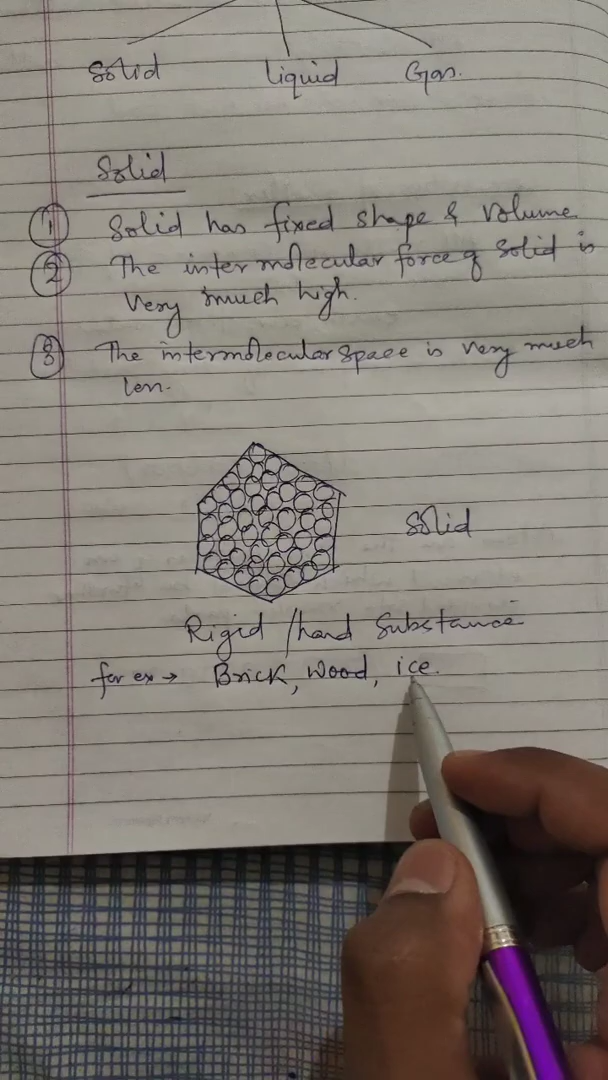 Solid Liquid Gas.
Solid
① Solid has fixed shape & Volume
② The intermolecular force of Solid is
Very much high.
③ The intermolecular space is very much
len.
Solid
Rigid /hard Substance
for ex → Brick, Wood, ice.